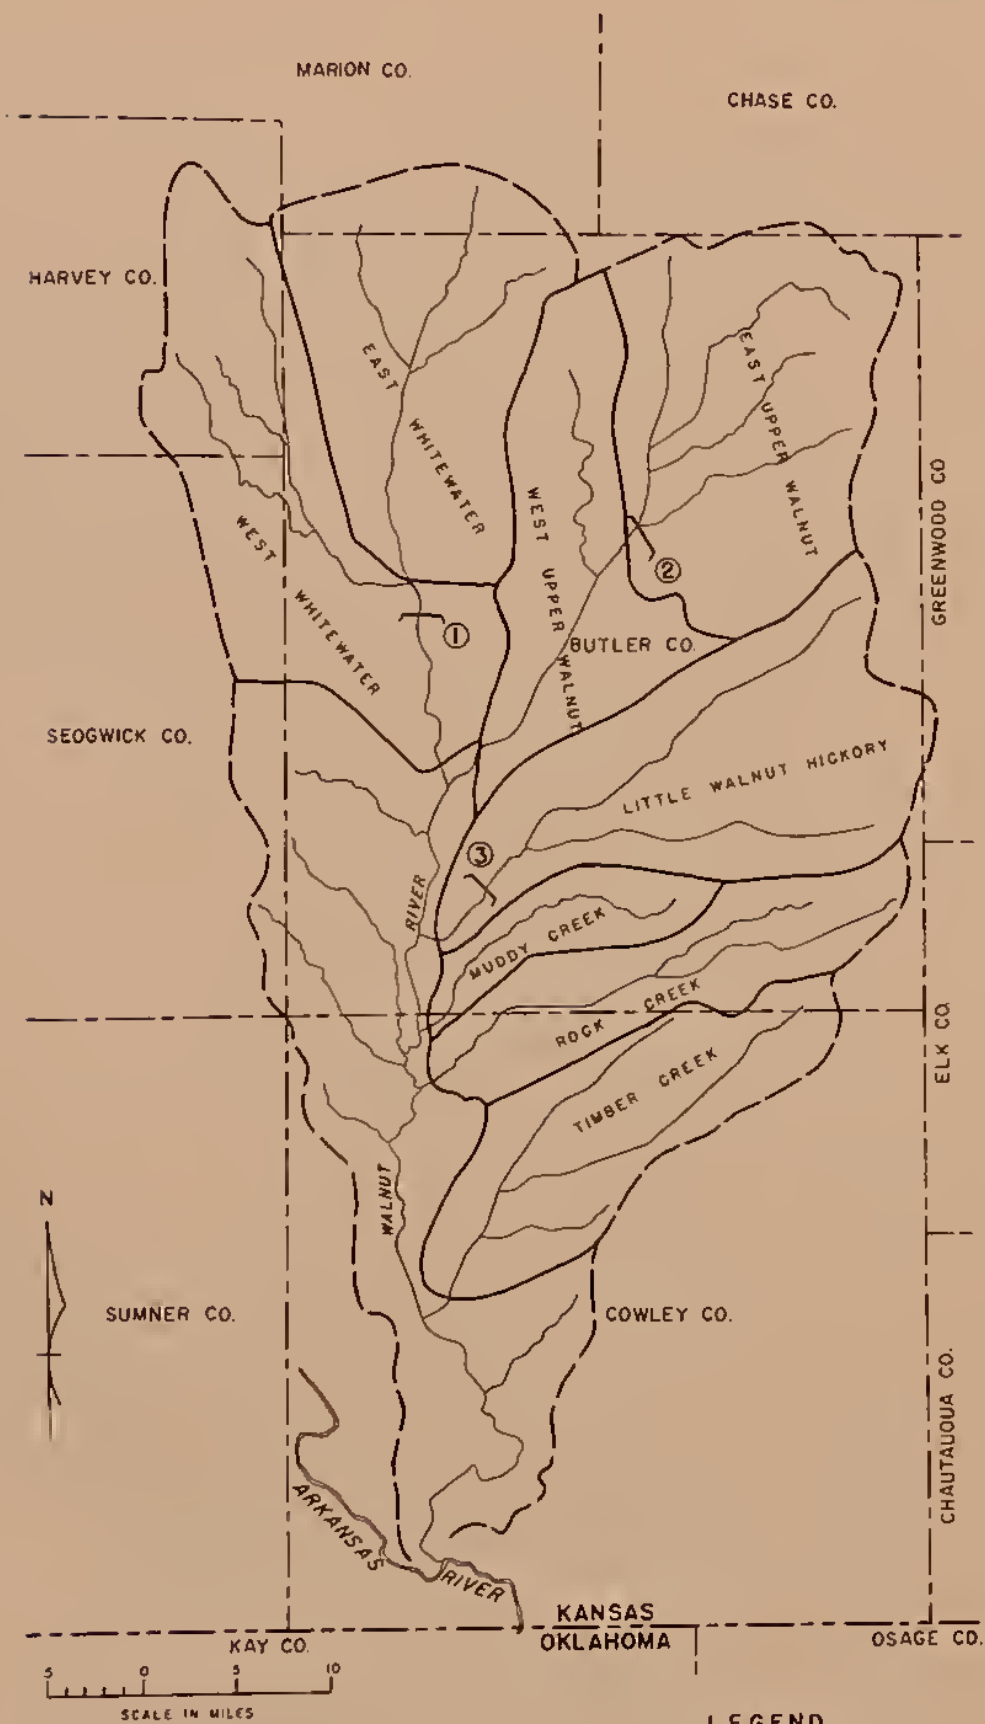 MARION CO.
CHASE CO.
HARVEY CO.
EAST WHITEWATER
EAST UPPER WALNUT
WEST UPPER WALNUT
WEST WHITEWATER
GREENWOOD CO
②
①
BUTLER CO.
SEOGWICK CO.
LITTLE WALNUT HICKORY
③
RIVER
MUDDY CREEK
ROCK CREEK
ELK CO.
TIMBER CREEK
WALNUT
N
SUMNER CO.
COWLEY CO.
CHAUTAUQUA CO.
ARKANSAS
RIVER
KANSAS
OKLAHOMA
KAY CO.
OSAGE CO.
5 0 5 10
SCALE IN MILES
LEGEND